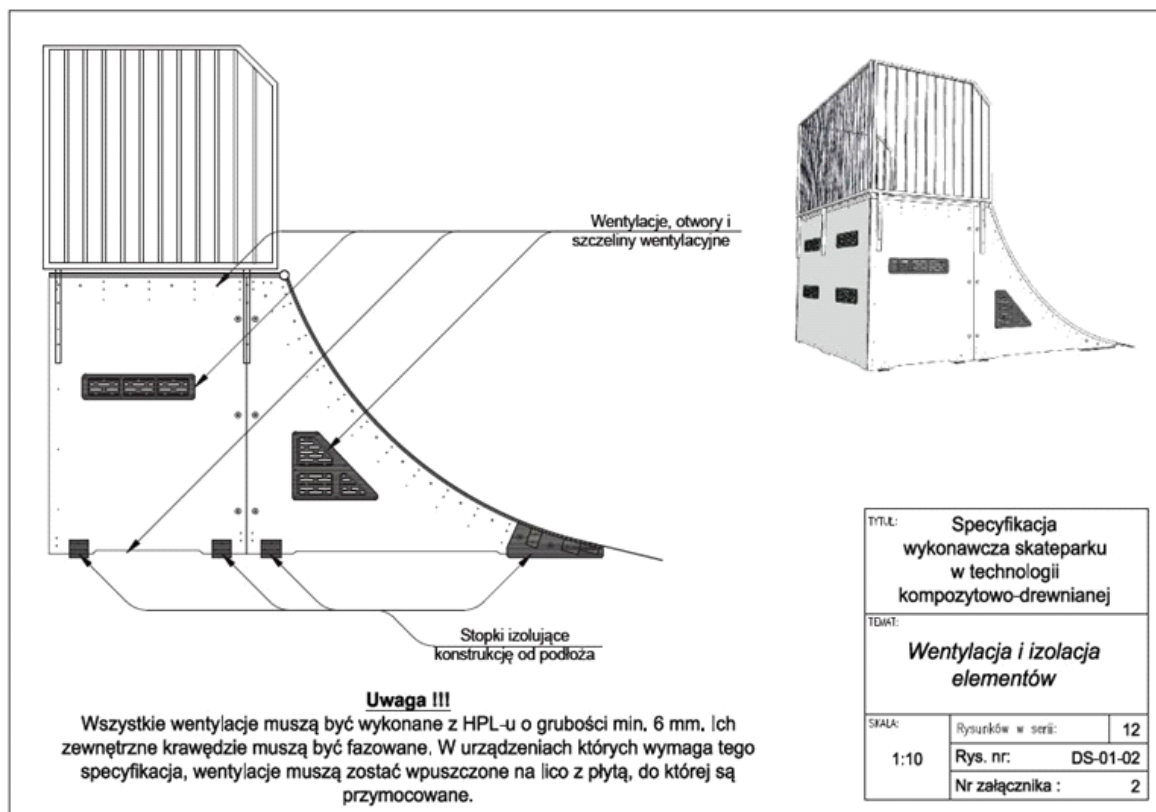 Wentylacje, otwory i
szczeliny wentylacyjne
Stopki izolujące
konstrukcję od podłoża
Uwaga !!!
Wszystkie wentylacje muszą być wykonane z HPL-u o grubości min. 6 mm. Ich
zewnętrzne krawędzie muszą być fazowane. W urządzeniach których wymaga tego
specyfikacja, wentylacje muszą zostać wpuszczone na lico z płytą, do której są
przymocowane.
TYTUŁ:
Specyfikacja
wykonawcza skateparku
w technologii
kompozytowo-drewnianej
TEMAT:
Wentylacja i izolacja
elementów
SKALA:
1:10
Rysunków w serii: 12
Rys. nr: DS-01-02
Nr załącznika : 2